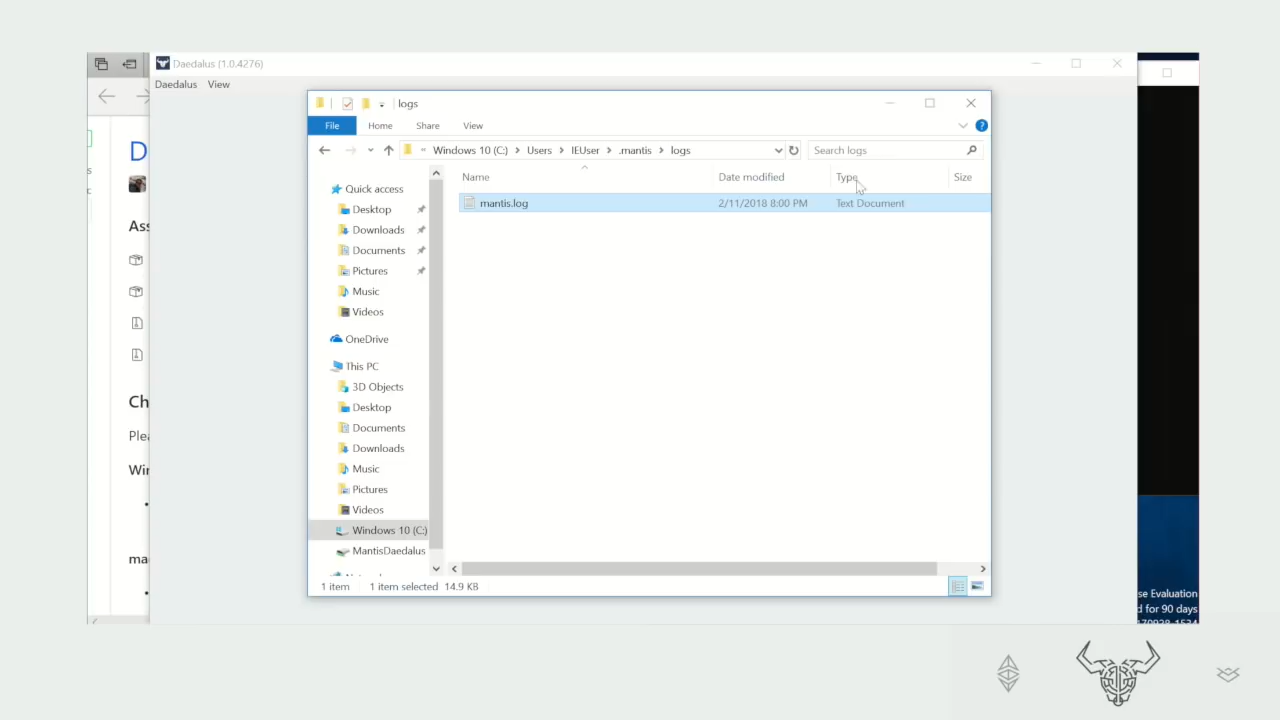 Daedalus (1.0.4276)
Daedalus View
logs
File Home Share View
« Windows 10 (C:) > Users > IEUser > .mantis > logs
Search logs
Name Date modified Type Size
mantis.log 2/11/2018 8:00 PM Text Document
Quick access
Desktop
Downloads
Documents
Pictures
Music
Videos
OneDrive
This PC
3D Objects
Desktop
Documents
Downloads
Music
Pictures
Videos
Windows 10 (C:)
MantisDaedalus
1 item 1 item selected 14.9 KB
D
Ass
Ch
Plea
Win
ma
se Evaluation
d for 90 days
170928-1534